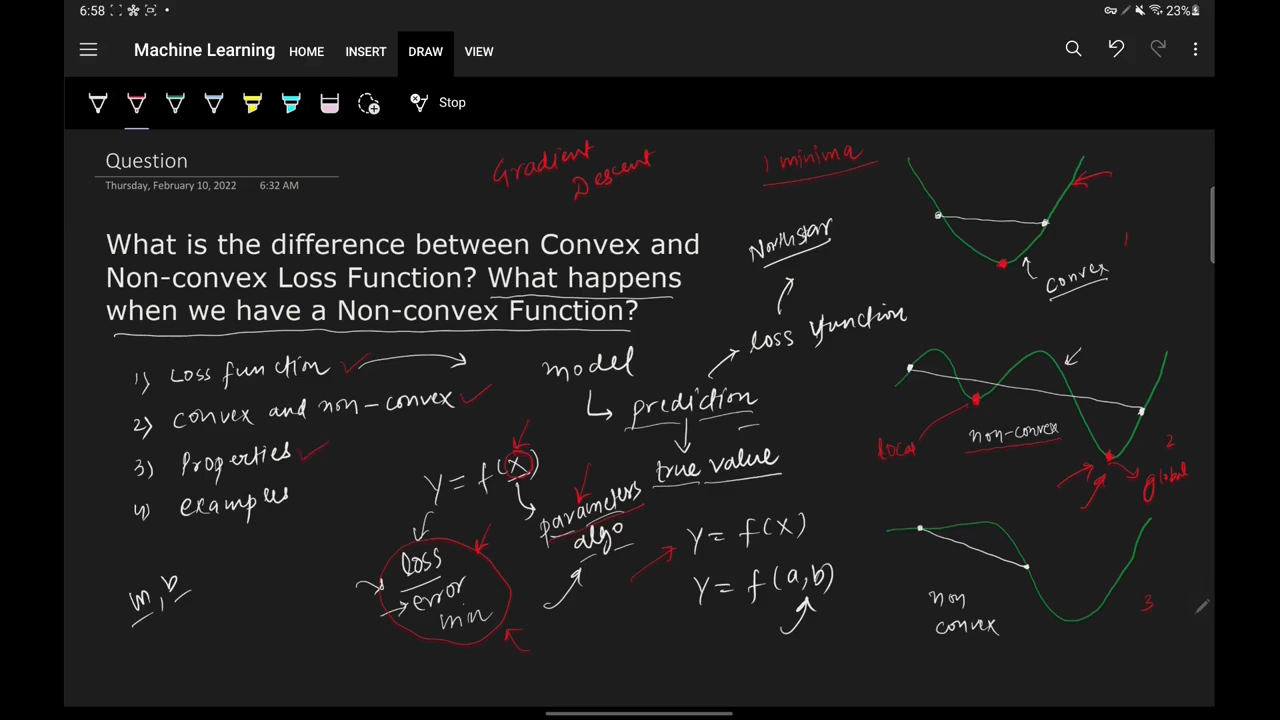 6:58
23%
Machine Learning HOME INSERT DRAW VIEW
Stop
Question
Thursday, February 10, 2022 6:32 AM
Gradient
Descent
1 minima
What is the difference between Convex and
Non-convex Loss Function? What happens
when we have a Non-convex Function?
Northstar
loss function
1
convex
1) Loss function
2) convex and non-convex
3) Properties
4) examples
model
prediction
true value
Y = f(x)
parameters
algo
loss
error
min
m, b
Y = f(x)
Y = f(a,b)
local
non-convex
2
global
non
convex
3